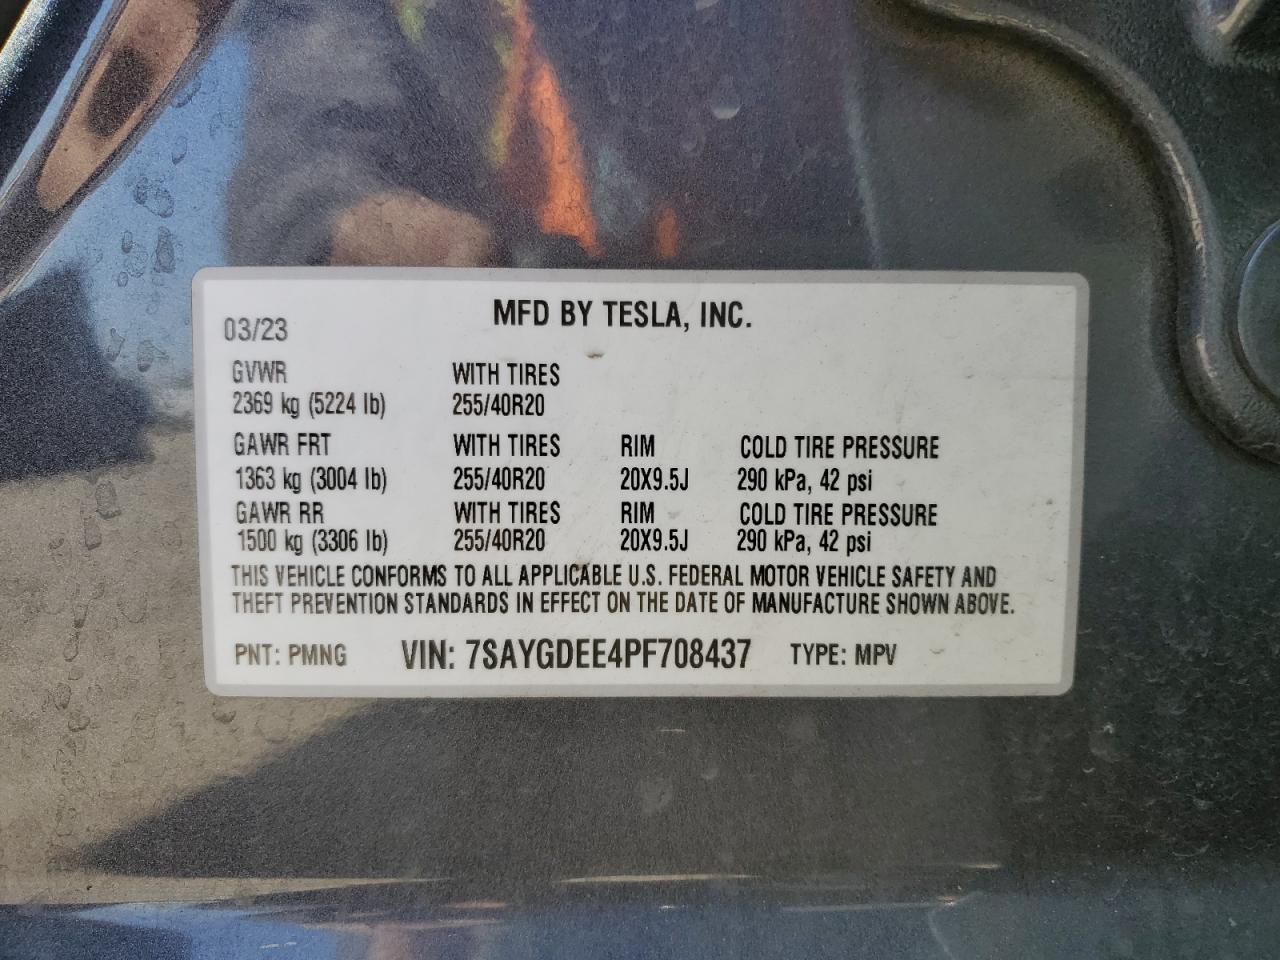 MFD BY TESLA, INC.
03/23
GVWR WITH TIRES
2369 kg (5224 lb) 255/40R20
GAWR FRT WITH TIRES RIM COLD TIRE PRESSURE
1363 kg (3004 lb) 255/40R20 20X9.5J 290 kPa, 42 psi
GAWR RR WITH TIRES RIM COLD TIRE PRESSURE
1500 kg (3306 lb) 255/40R20 20X9.5J 290 kPa, 42 psi
THIS VEHICLE CONFORMS TO ALL APPLICABLE U.S. FEDERAL MOTOR VEHICLE SAFETY AND
THEFT PREVENTION STANDARDS IN EFFECT ON THE DATE OF MANUFACTURE SHOWN ABOVE.
PNT: PMNG VIN: 7SAYGDEE4PF708437 TYPE: MPV